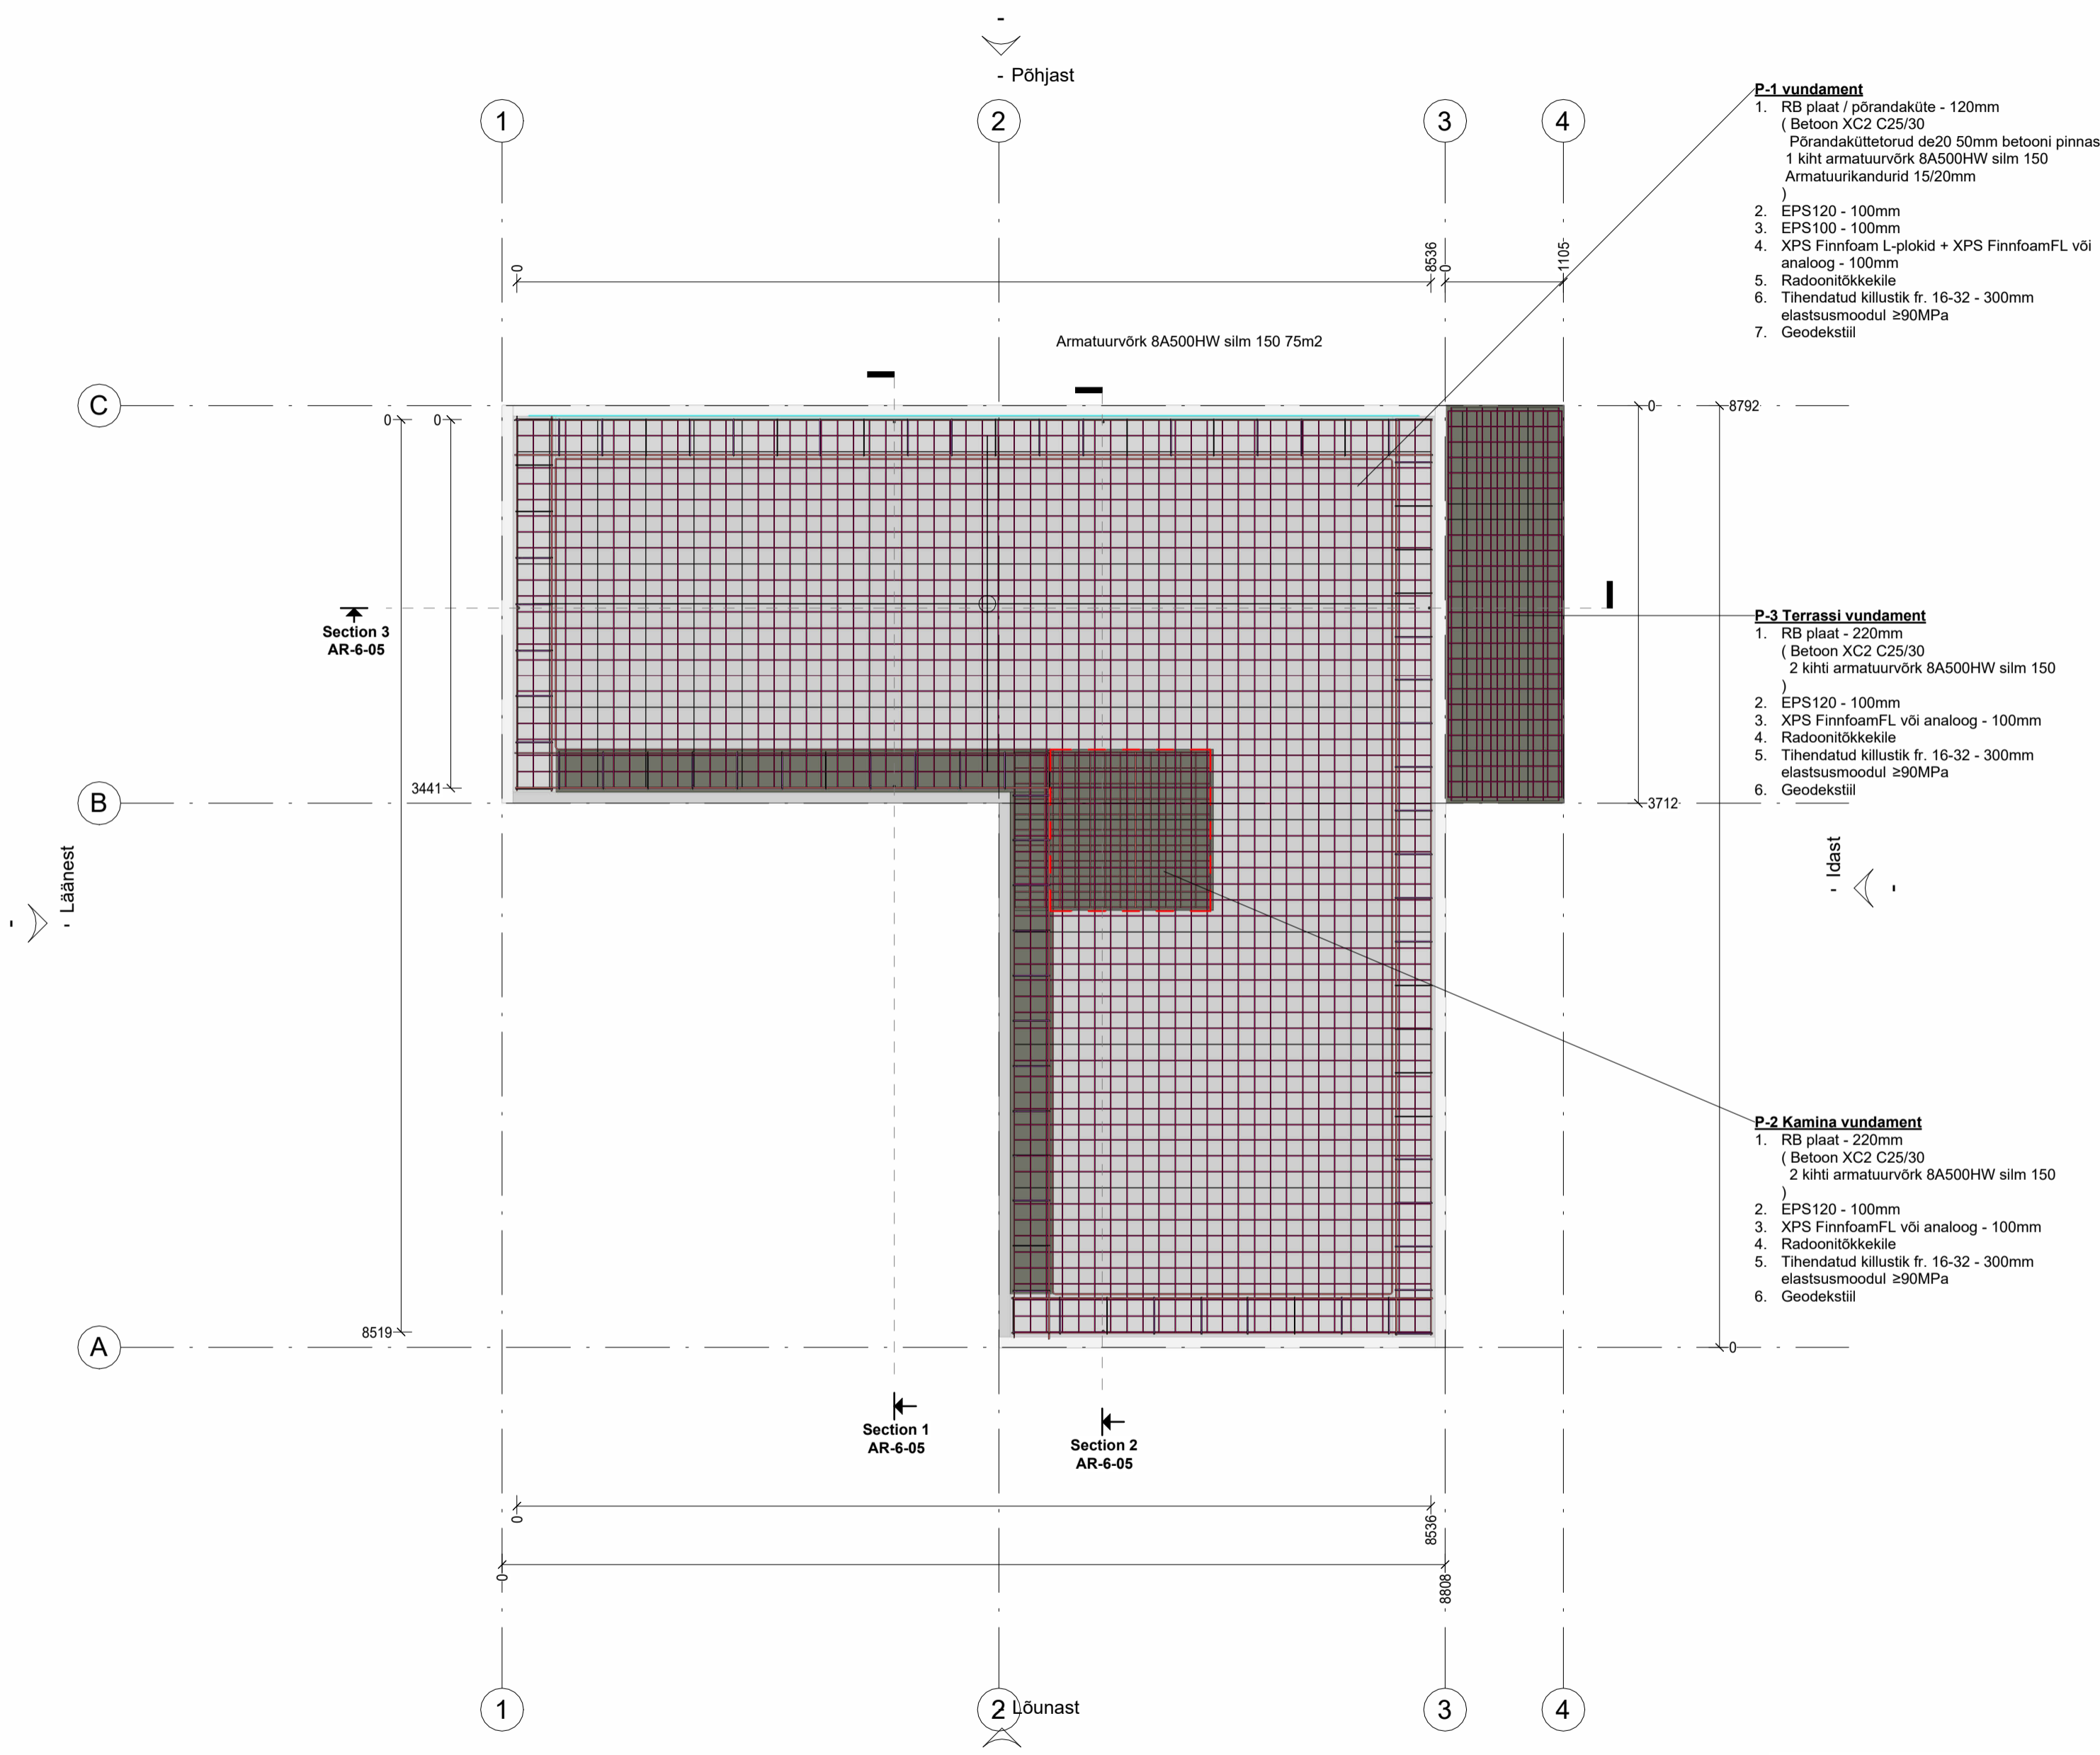 -
- Põhjast
1
2
3
4
P-1 vundament
1. RB plaat / põrandaküte - 120mm
( Betoon XC2 C25/30
Põrandaküttetorud de20 50mm betooni pinnas
1 kiht armatuurvõrk 8A500HW silm 150
Armatuurikandurid 15/20mm
)
2. EPS120 - 100mm
3. EPS100 - 100mm
4. XPS Finnfoam L-plokid + XPS FinnfoamFL või
analoog - 100mm
5. Radoonitõkkekile
6. Tihendatud killustik fr. 16-32 - 300mm
elastsusmoodul ≥90MPa
7. Geodekstiil
0
8536
0
1105
Armatuurvõrk 8A500HW silm 150 75m2
C
0
0
0
8792
Section 3
AR-6-05
P-3 Terrassi vundament
1. RB plaat - 220mm
( Betoon XC2 C25/30
2 kihti armatuurvõrk 8A500HW silm 150
)
2. EPS120 - 100mm
3. XPS FinnfoamFL või analoog - 100mm
4. Radoonitõkkekile
5. Tihendatud killustik fr. 16-32 - 300mm
elastsusmoodul ≥90MPa
6. Geodekstiil
3441
B
3712
-
- Läänest
- Idast
-
P-2 Kamina vundament
1. RB plaat - 220mm
( Betoon XC2 C25/30
2 kihti armatuurvõrk 8A500HW silm 150
)
2. EPS120 - 100mm
3. XPS FinnfoamFL või analoog - 100mm
4. Radoonitõkkekile
5. Tihendatud killustik fr. 16-32 - 300mm
elastsusmoodul ≥90MPa
6. Geodekstiil
8519
A
0
Section 1
AR-6-05
Section 2
AR-6-05
0
8536
0
8808
1
2
- Lõunast
3
4